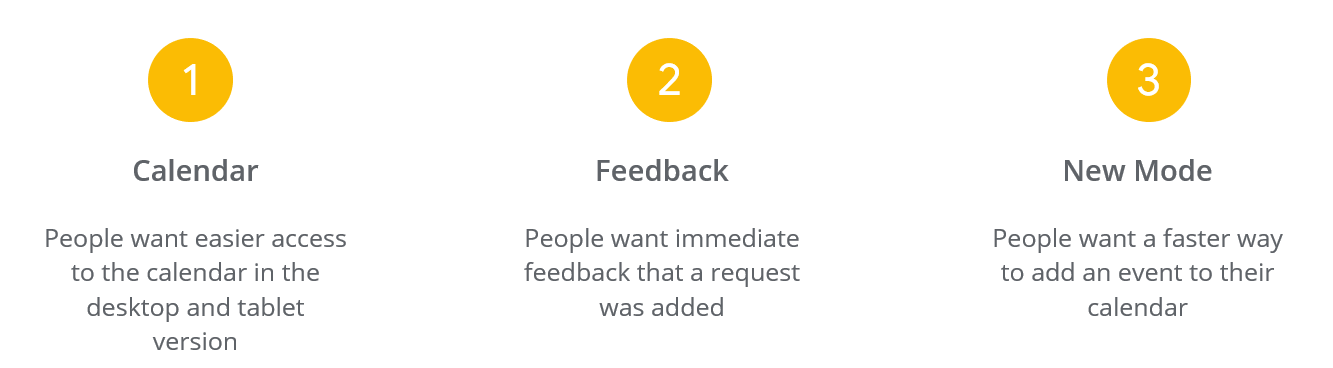 1
Calendar
People want easier access
to the calendar in the
desktop and tablet
version
2
Feedback
People want immediate
feedback that a request
was added
3
New Mode
People want a faster way
to add an event to their
calendar